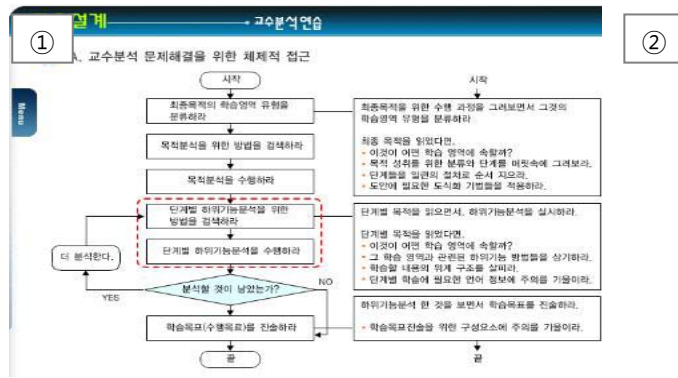 ①
설계
교수분석연습
②
A. 교수분석 문제해결을 위한 체제적 접근
Menu
시작
최종목적의 학습영역 유형을
분류하라
목적분석을 위한 방법을 검색하라
목적분석을 수행하라
단계별 하위기능분석을 위한
방법을 검색하라
단계별 하위기능분석을 수행하라
더 분석한다.
분석할 것이 남았는가?
YES
NO
학습목표(수행목표)를 진술하라
끝
시작
최종목적을 위한 수행 과정을 그려보면서 그것의
학습영역 유형을 분류하라
최종 목적을 읽었다면,
• 이것이 어떤 학습 영역에 속할까?
• 목적 성취를 위한 분류와 단계를 머릿속에 그려보라.
• 단계들을 일련의 절차로 순서 지으라.
• 도안에 필요한 도식화 기법들을 적용하라.
단계별 목적을 읽으면서, 하위기능분석을 실시하라.
단계별 목적을 읽었다면,
• 이것이 어떤 학습 영역에 속할까?
• 그 학습 영역과 관련된 하위기능 방법들을 상기하라.
• 학습할 내용의 위계 구조를 살피라.
• 단계별 학습에 필요한 언어 정보에 주의를 기울이라.
하위기능분석 한 것을 보면서 학습목표를 진술하라.
• 학습목표진술을 위한 구성요소에 주의를 기울이라.
끝